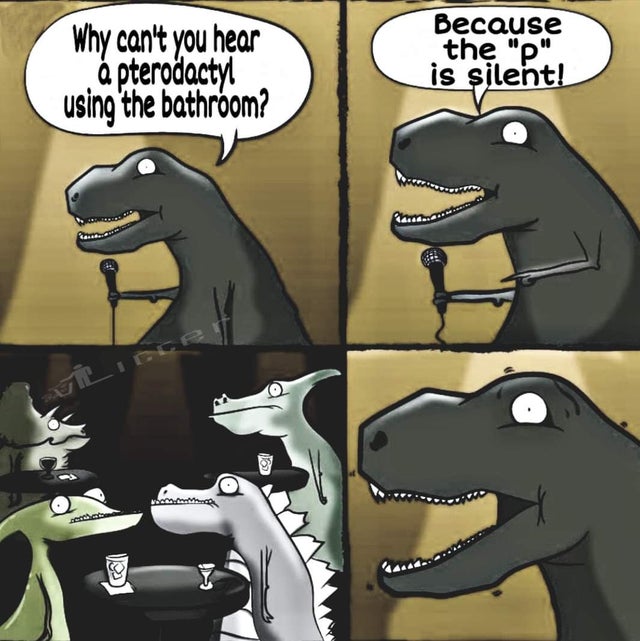 Why can't you hear
a pterodactyl
using the bathroom?
Because
the "p"
is silent!